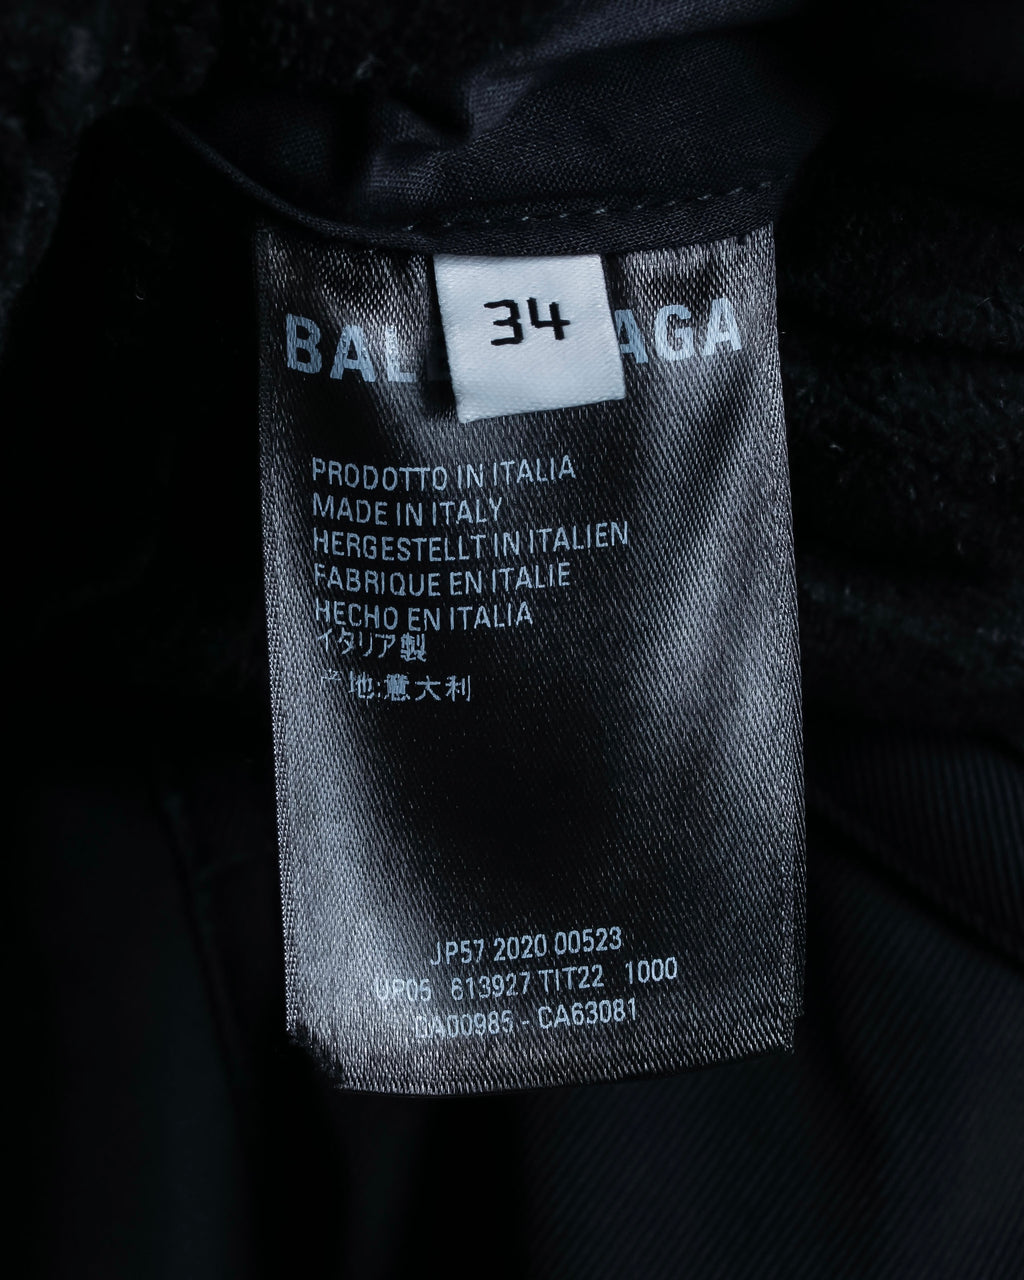 34
BAL AGA
PRODOTTO IN ITALIA
MADE IN ITALY
HERGESTELLT IN ITALIEN
FABRIQUE EN ITALIE
HECHO EN ITALIA
イタリア製
产地:意大利
JP57 2020 00523
UP05 613927 TIT22 1000
DA00985 - CA63081